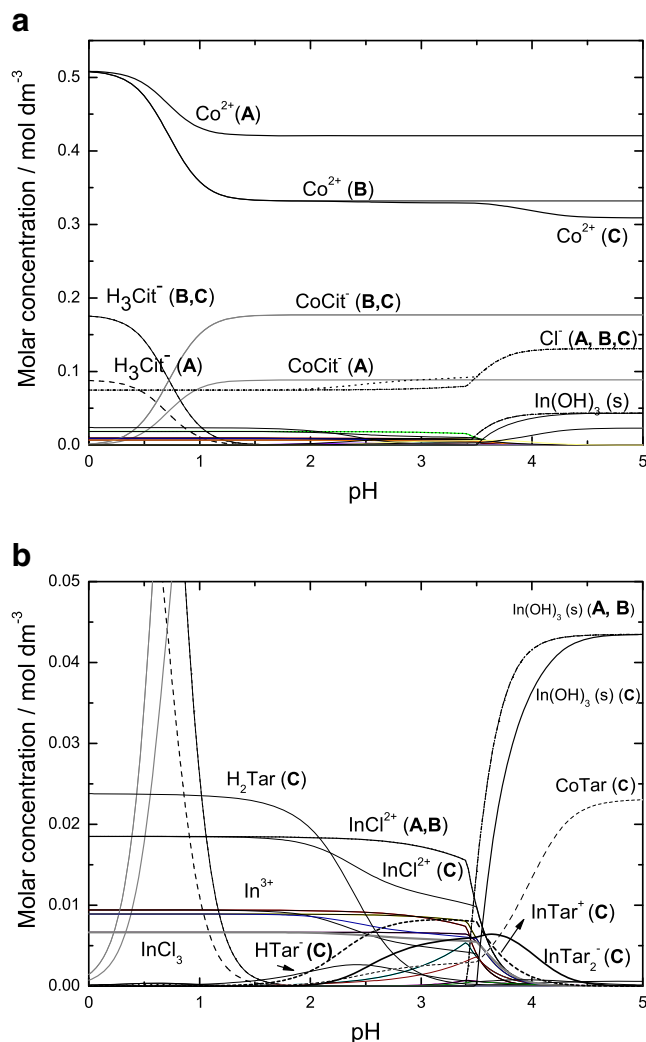 a
0.5
Co²⁺(A)
0.4
Co²⁺ (B)
0.3
Co²⁺ (C)
0.2
H₃Cit⁻ (B,C)
CoCit⁻ (B,C)
Cl⁻ (A, B,C)
0.1
H₃Cit⁻ (A)
CoCit⁻ (A)
In(OH)₃ (s)
0.0
0 1 2 3 4 5
pH
Molar concentration / mol dm⁻³
b
0.05
In(OH)₃ (s) (A, B)
0.04
In(OH)₃ (s) (C)
0.03
CoTar (C)
H₂Tar (C)
0.02
InCl²⁺ (A,B)
InCl²⁺ (C)
0.01
In³⁺
InTar⁺ (C)
InCl₃
HTar⁻ (C)
InTar₂⁻ (C)
0.00
0 1 2 3 4 5
pH
Molar concentration / mol dm⁻³